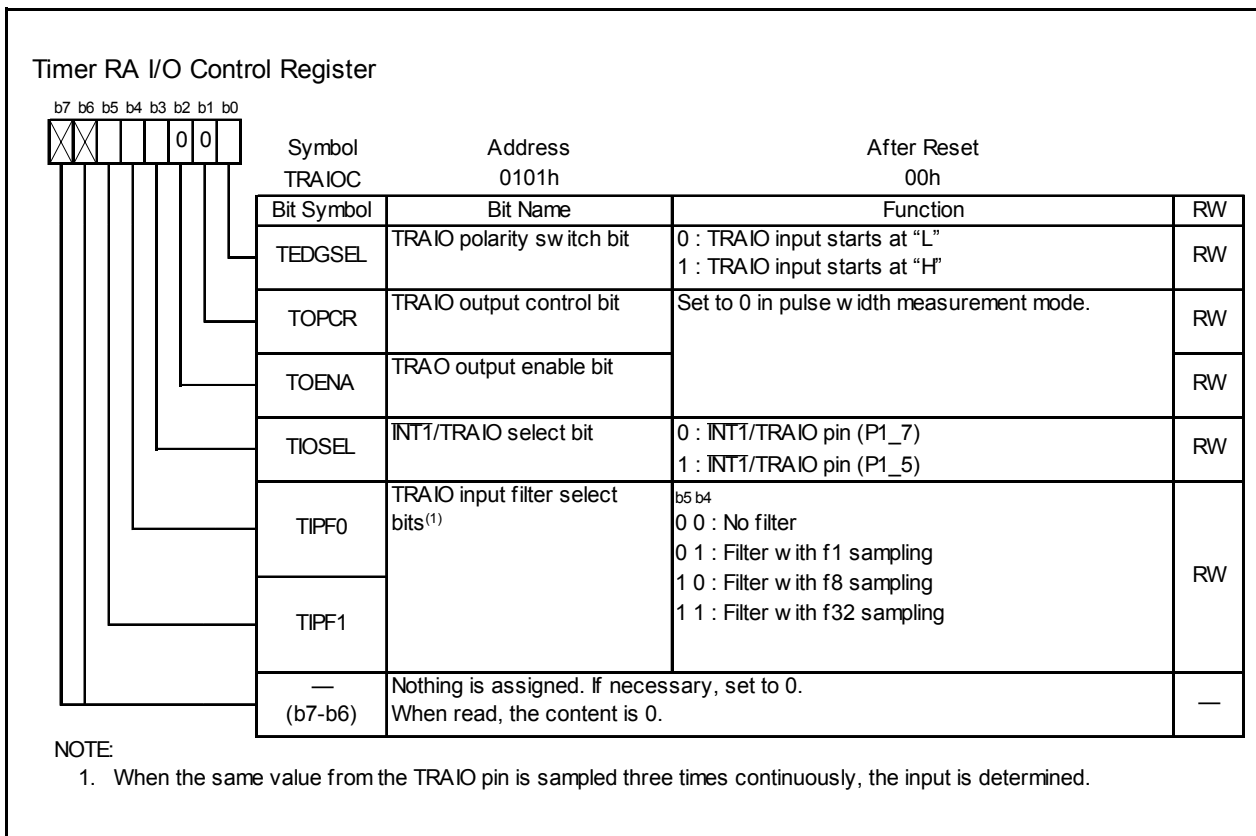 Timer RA I/O Control Register
b7 b6 b5 b4 b3 b2 b1 b0
0 0
Symbol Address After Reset
TRAIOC 0101h 00h
Bit Symbol Bit Name Function RW
TEDGSEL TRAIO polarity switch bit 0 : TRAIO input starts at “L” RW
1 : TRAIO input starts at “H”
TOPCR TRAIO output control bit Set to 0 in pulse width measurement mode. RW
TOENA TRAO output enable bit RW
TIOSEL INT1/TRAIO select bit 0 : INT1/TRAIO pin (P1_7) RW
1 : INT1/TRAIO pin (P1_5)
TIPF0 TRAIO input filter select b5 b4 RW
bits(1) 0 0 : No filter
0 1 : Filter with f1 sampling
1 0 : Filter with f8 sampling
TIPF1 1 1 : Filter with f32 sampling
— Nothing is assigned. If necessary, set to 0. —
(b7-b6) When read, the content is 0.
NOTE:
1. When the same value from the TRAIO pin is sampled three times continuously, the input is determined.